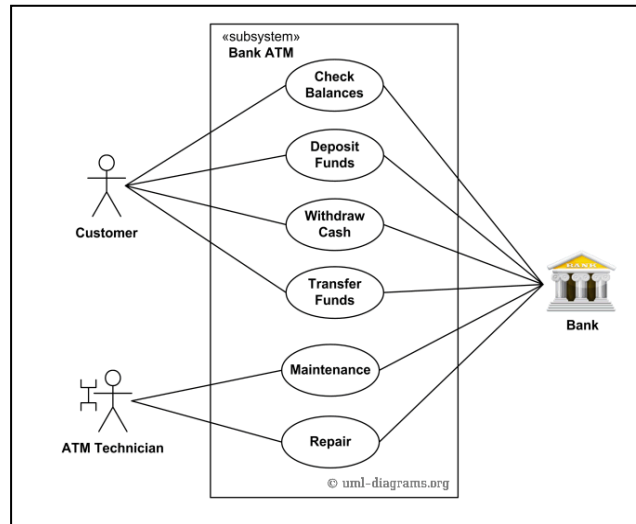 «subsystem»
Bank ATM
Check
Balances
Deposit
Funds
Customer
Withdraw
Cash
Transfer
Funds
BANK
Bank
Maintenance
ATM Technician
Repair
© uml-diagrams.org